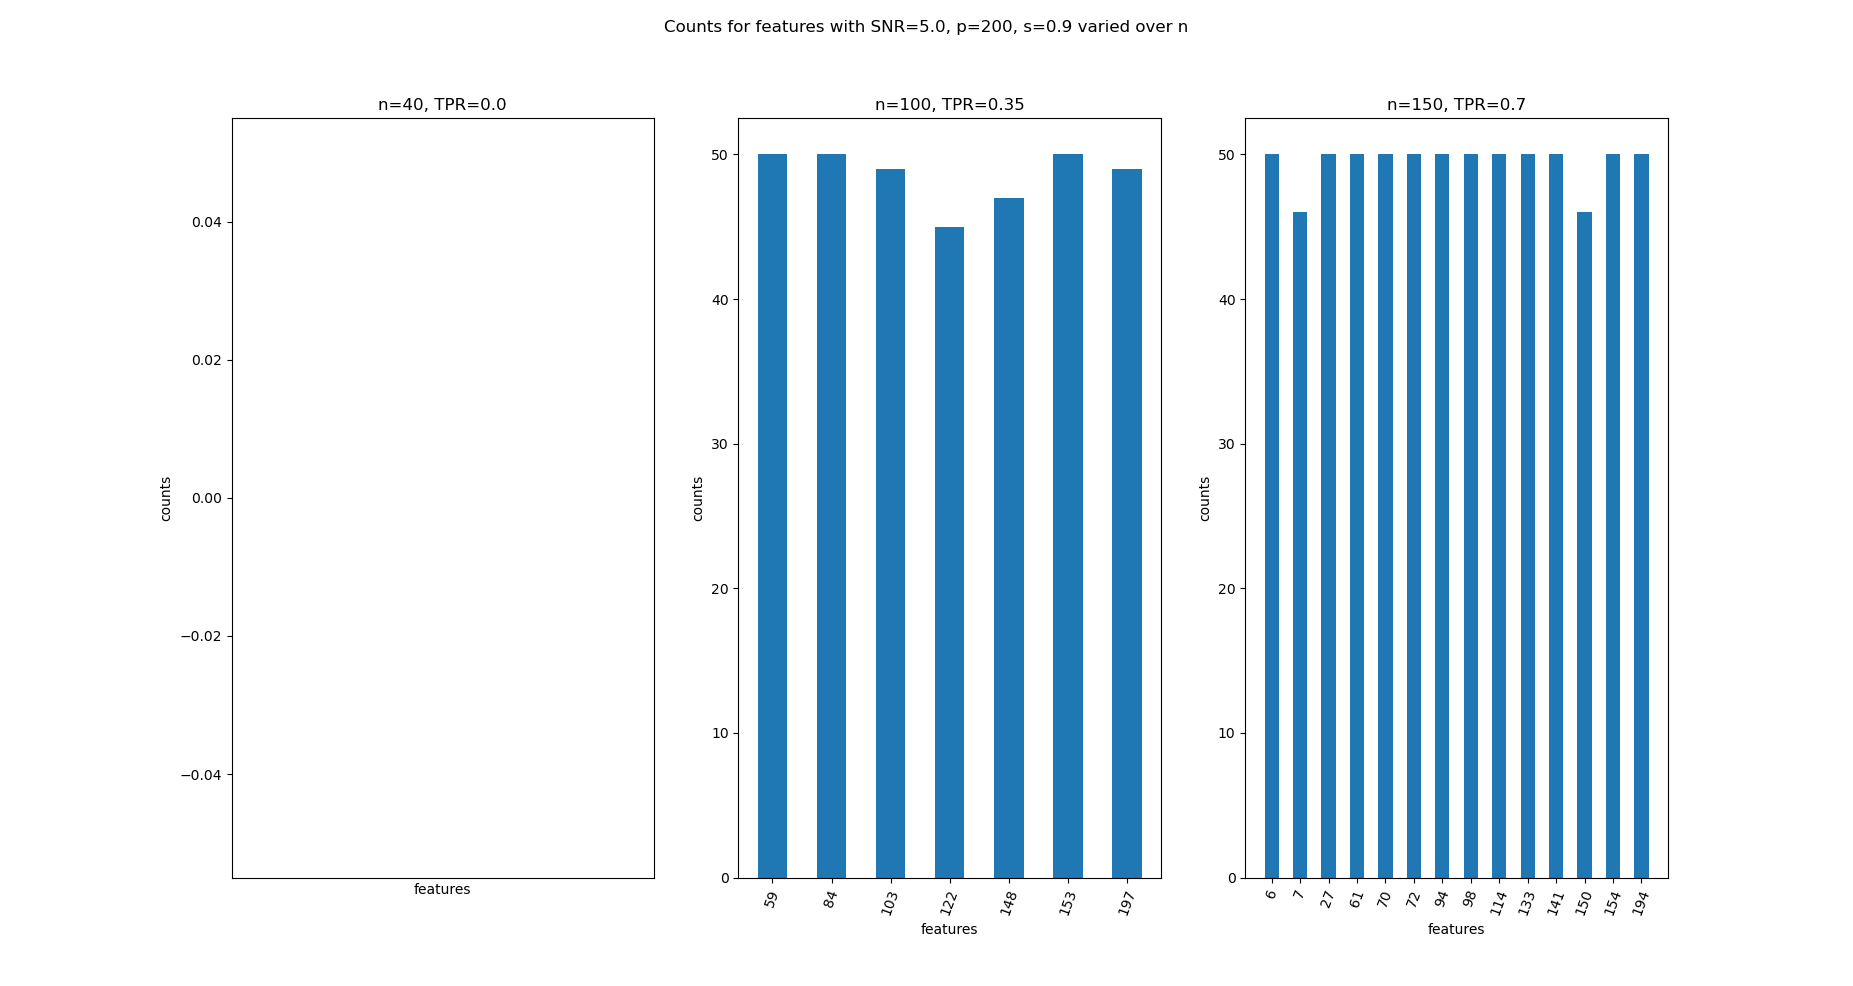 Counts for features with SNR=5.0, p=200, s=0.9 varied over n
n=40, TPR=0.0
0.04
0.02
0.00
−0.02
−0.04
counts
features
n=100, TPR=0.35
50
40
30
20
10
0
counts
59 84 103 122 148 153 197
features
n=150, TPR=0.7
50
40
30
20
10
0
counts
6 7 27 61 70 72 94 98 114 133 141 150 154 194
features